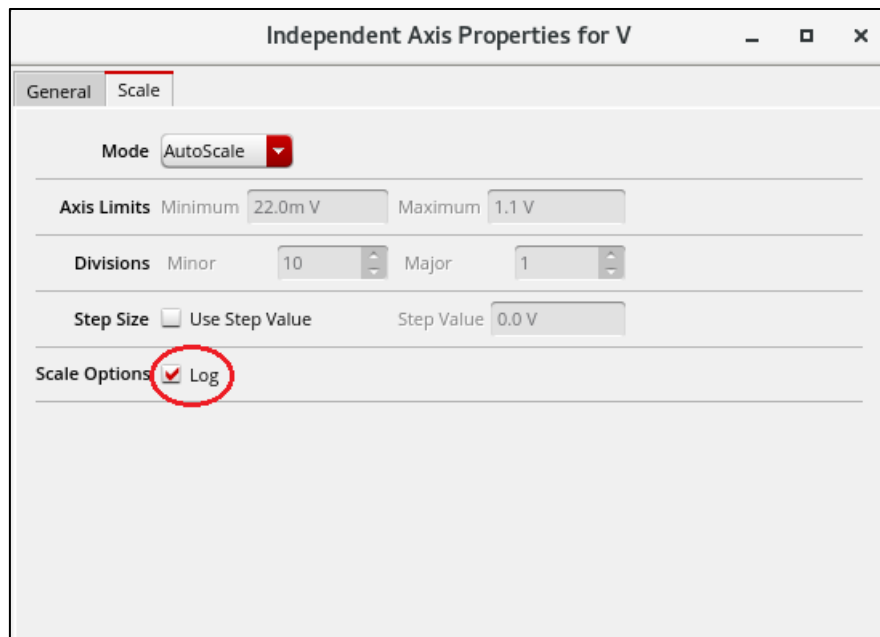 Independent Axis Properties for V
General Scale
Mode AutoScale
Axis Limits Minimum 22.0m V Maximum 1.1 V
Divisions Minor 10 Major 1
Step Size Use Step Value Step Value 0.0 V
Scale Options Log